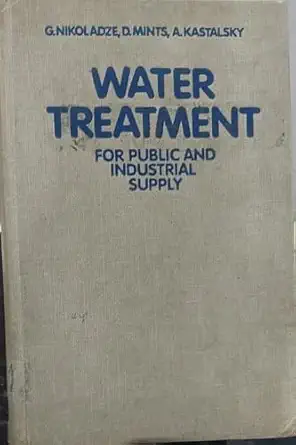 G.NIKOLADZE, D.MINTS, A.KASTALSKY
WATER
TREATMENT
FOR PUBLIC AND
INDUSTRIAL
SUPPLY